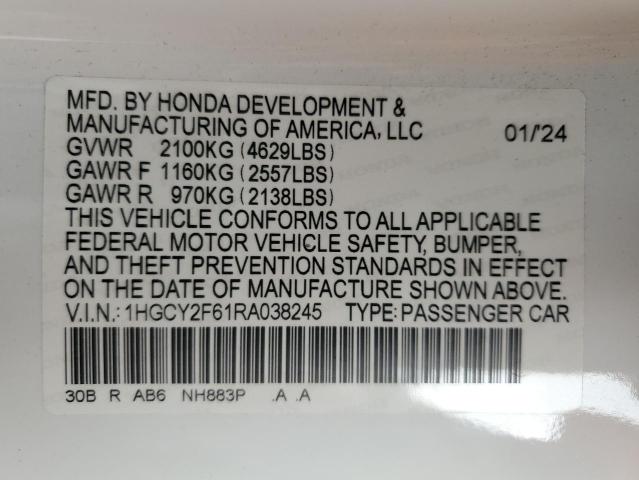 MFD. BY HONDA DEVELOPMENT &
MANUFACTURING OF AMERICA, LLC 01/'24
GVWR 2100KG (4629LBS)
GAWR F 1160KG (2557LBS)
GAWR R 970KG (2138LBS)
THIS VEHICLE CONFORMS TO ALL APPLICABLE
FEDERAL MOTOR VEHICLE SAFETY, BUMPER,
AND THEFT PREVENTION STANDARDS IN EFFECT
ON THE DATE OF MANUFACTURE SHOWN ABOVE.
V.I.N.: 1HGCY2F61RA038245 TYPE: PASSENGER CAR
30B R AB6 NH883P .A .A